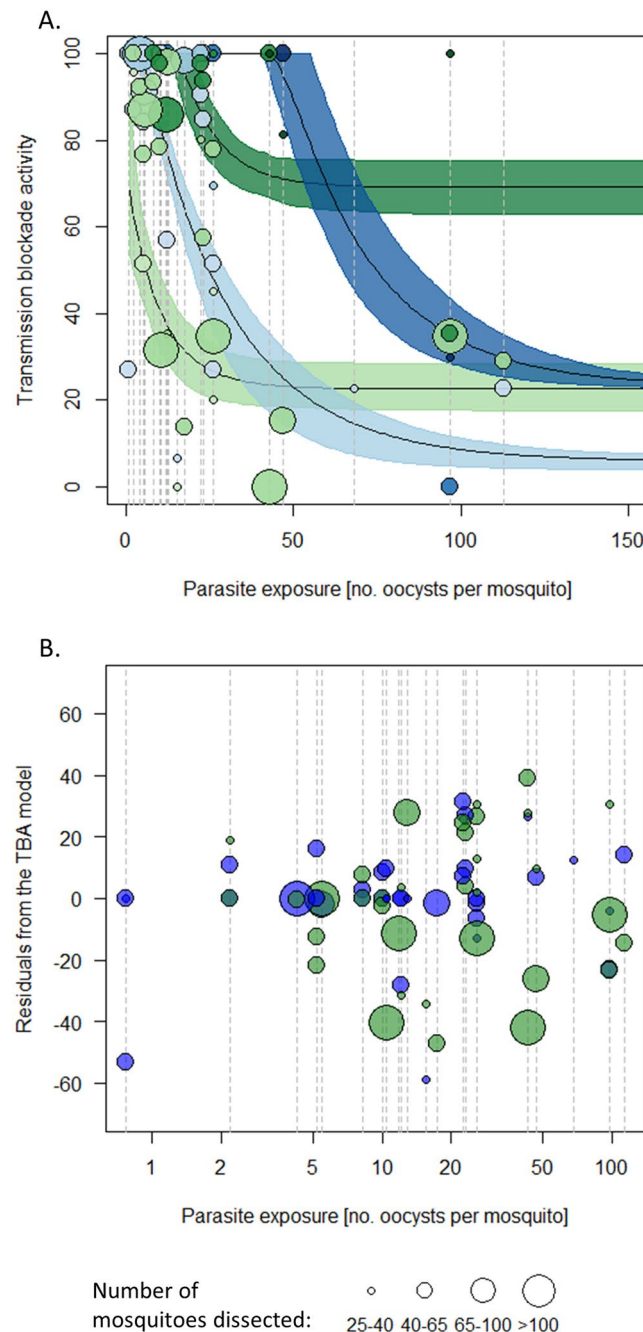 A.
Transmission blockade activity
100
80
60
40
20
0
0 50 100 150
Parasite exposure [no. oocysts per mosquito]
B.
Residuals from the TBA model
60
40
20
0
-20
-40
-60
1 2 5 10 20 50 100
Parasite exposure [no. oocysts per mosquito]
Number of
mosquitoes dissected:
25-40 40-65 65-100 >100